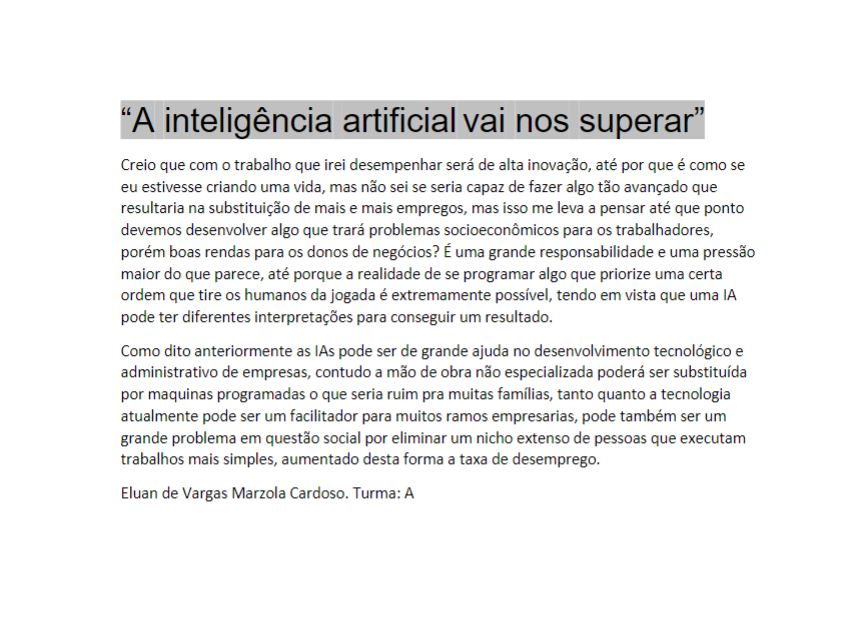 “A inteligência artificial vai nos superar”
Creio que com o trabalho que irei desempenhar será de alta inovação, até por que é como se
eu estivesse criando uma vida, mas não sei se seria capaz de fazer algo tão avançado que
resultaria na substituição de mais e mais empregos, mas isso me leva a pensar até que ponto
devemos desenvolver algo que trará problemas socioeconômicos para os trabalhadores,
porém boas rendas para os donos de negócios? É uma grande responsabilidade e uma pressão
maior do que parece, até porque a realidade de se programar algo que priorize uma certa
ordem que tire os humanos da jogada é extremamente possível, tendo em vista que uma IA
pode ter diferentes interpretações para conseguir um resultado.
Como dito anteriormente as IAs pode ser de grande ajuda no desenvolvimento tecnológico e
administrativo de empresas, contudo a mão de obra não especializada poderá ser substituída
por maquinas programadas o que seria ruim pra muitas famílias, tanto quanto a tecnologia
atualmente pode ser um facilitador para muitos ramos empresarias, pode também ser um
grande problema em questão social por eliminar um nicho extenso de pessoas que executam
trabalhos mais simples, aumentado desta forma a taxa de desemprego.
Eluan de Vargas Marzola Cardoso. Turma: A